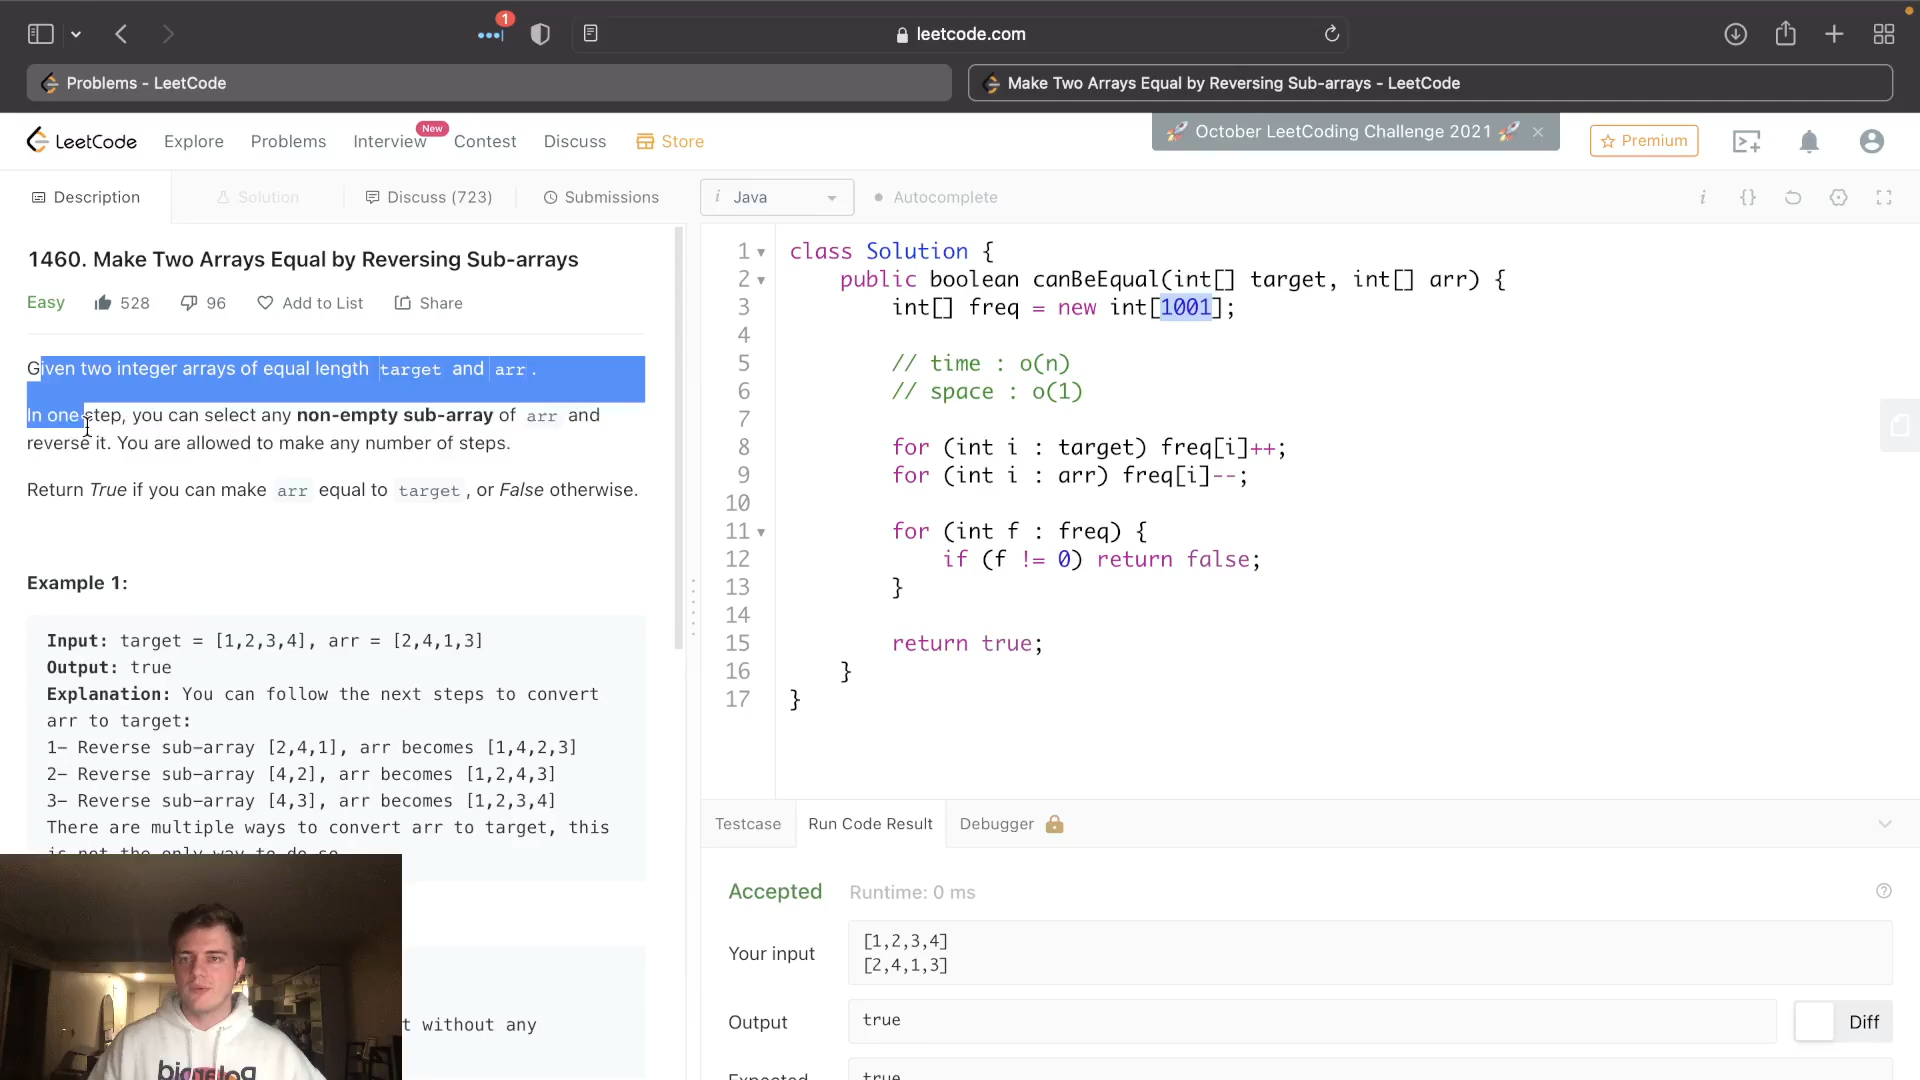 1
leetcode.com
Problems - LeetCode
Make Two Arrays Equal by Reversing Sub-arrays - LeetCode
LeetCode
Explore
Problems
Interview
New
Contest
Discuss
Store
🚀 October LeetCoding Challenge 2021 🚀 ×
Premium
Description
Solution
Discuss (723)
Submissions
i Java
Autocomplete
i {}
1460. Make Two Arrays Equal by Reversing Sub-arrays
Easy 528 96 Add to List Share
Given two integer arrays of equal length target and arr.
In one step, you can select any non-empty sub-array of arr and
reverse it. You are allowed to make any number of steps.
Return True if you can make arr equal to target, or False otherwise.
Example 1:
Input: target = [1,2,3,4], arr = [2,4,1,3]
Output: true
Explanation: You can follow the next steps to convert
arr to target:
1- Reverse sub-array [2,4,1], arr becomes [1,4,2,3]
2- Reverse sub-array [4,2], arr becomes [1,2,4,3]
3- Reverse sub-array [4,3], arr becomes [1,2,3,4]
There are multiple ways to convert arr to target, this
is not the only way to do so.
t without any
1 class Solution {
2 public boolean canBeEqual(int[] target, int[] arr) {
3 int[] freq = new int[1001];
4
5 // time : o(n)
6 // space : o(1)
7
8 for (int i : target) freq[i]++;
9 for (int i : arr) freq[i]--;
10
11 for (int f : freq) {
12 if (f != 0) return false;
13 }
14
15 return true;
16 }
17 }
Testcase
Run Code Result
Debugger
Accepted Runtime: 0 ms
Your input
[1,2,3,4]
[2,4,1,3]
Output
true
Diff
Expected
true